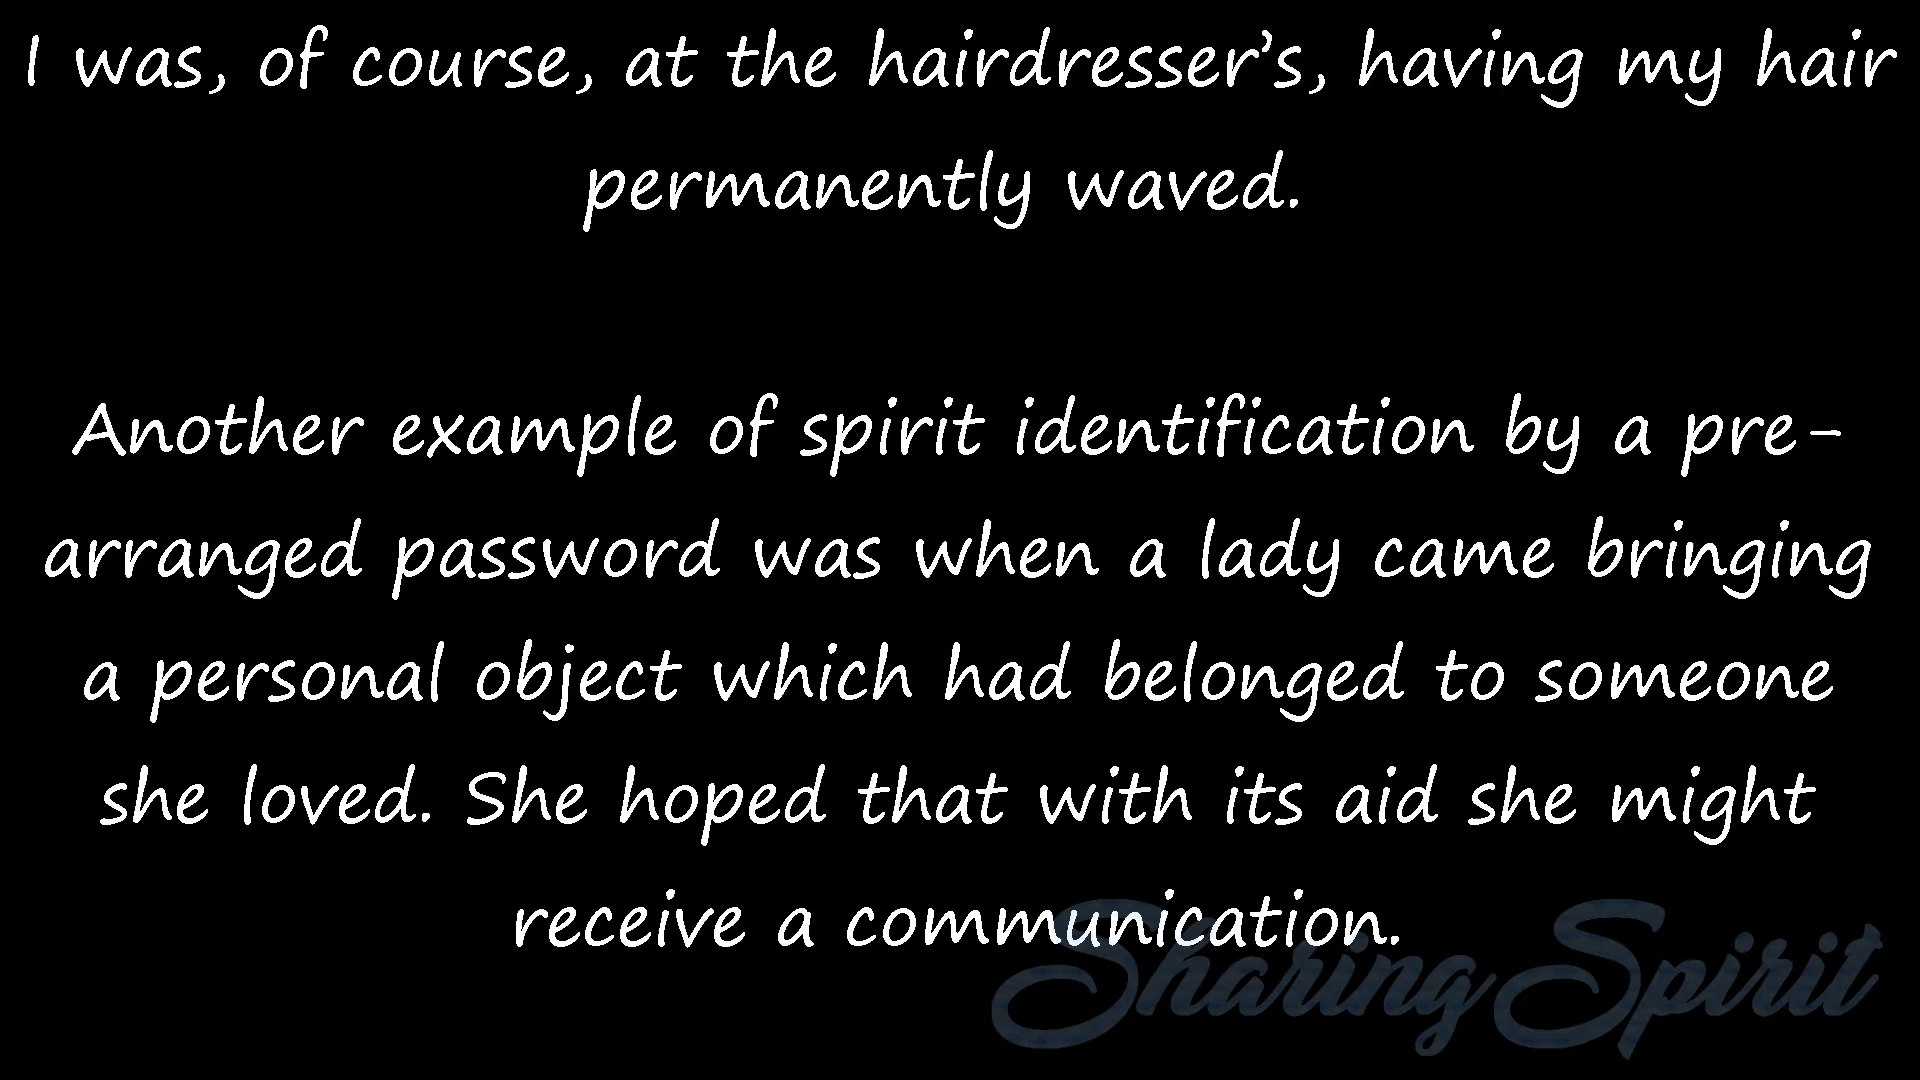 I was, of course, at the hairdresser’s, having my hair
permanently waved.
Another example of spirit identification by a pre-
arranged password was when a lady came bringing
a personal object which had belonged to someone
she loved. She hoped that with its aid she might
receive a communication.
Sharing Spirit